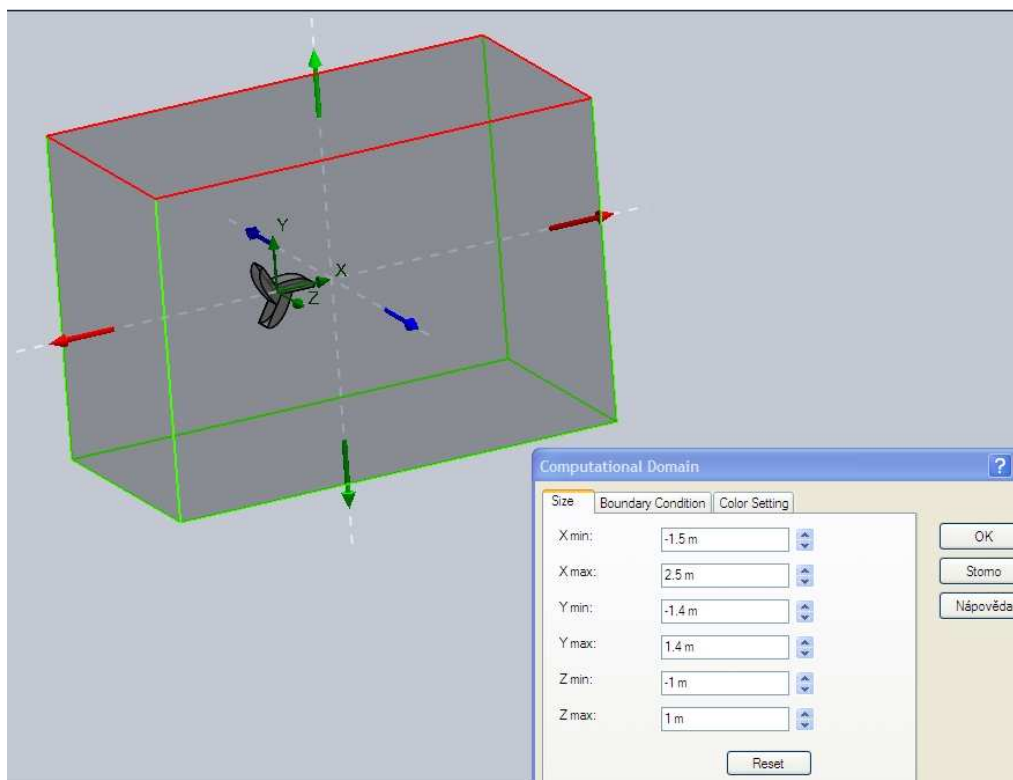 Y
X
Z
Computational Domain ?
Size Boundary Condition Color Setting
X min: -1.5 m
X max: 2.5 m
Y min: -1.4 m
Y max: 1.4 m
Z min: -1 m
Z max: 1 m
Reset
OK
Storno
Nápověda